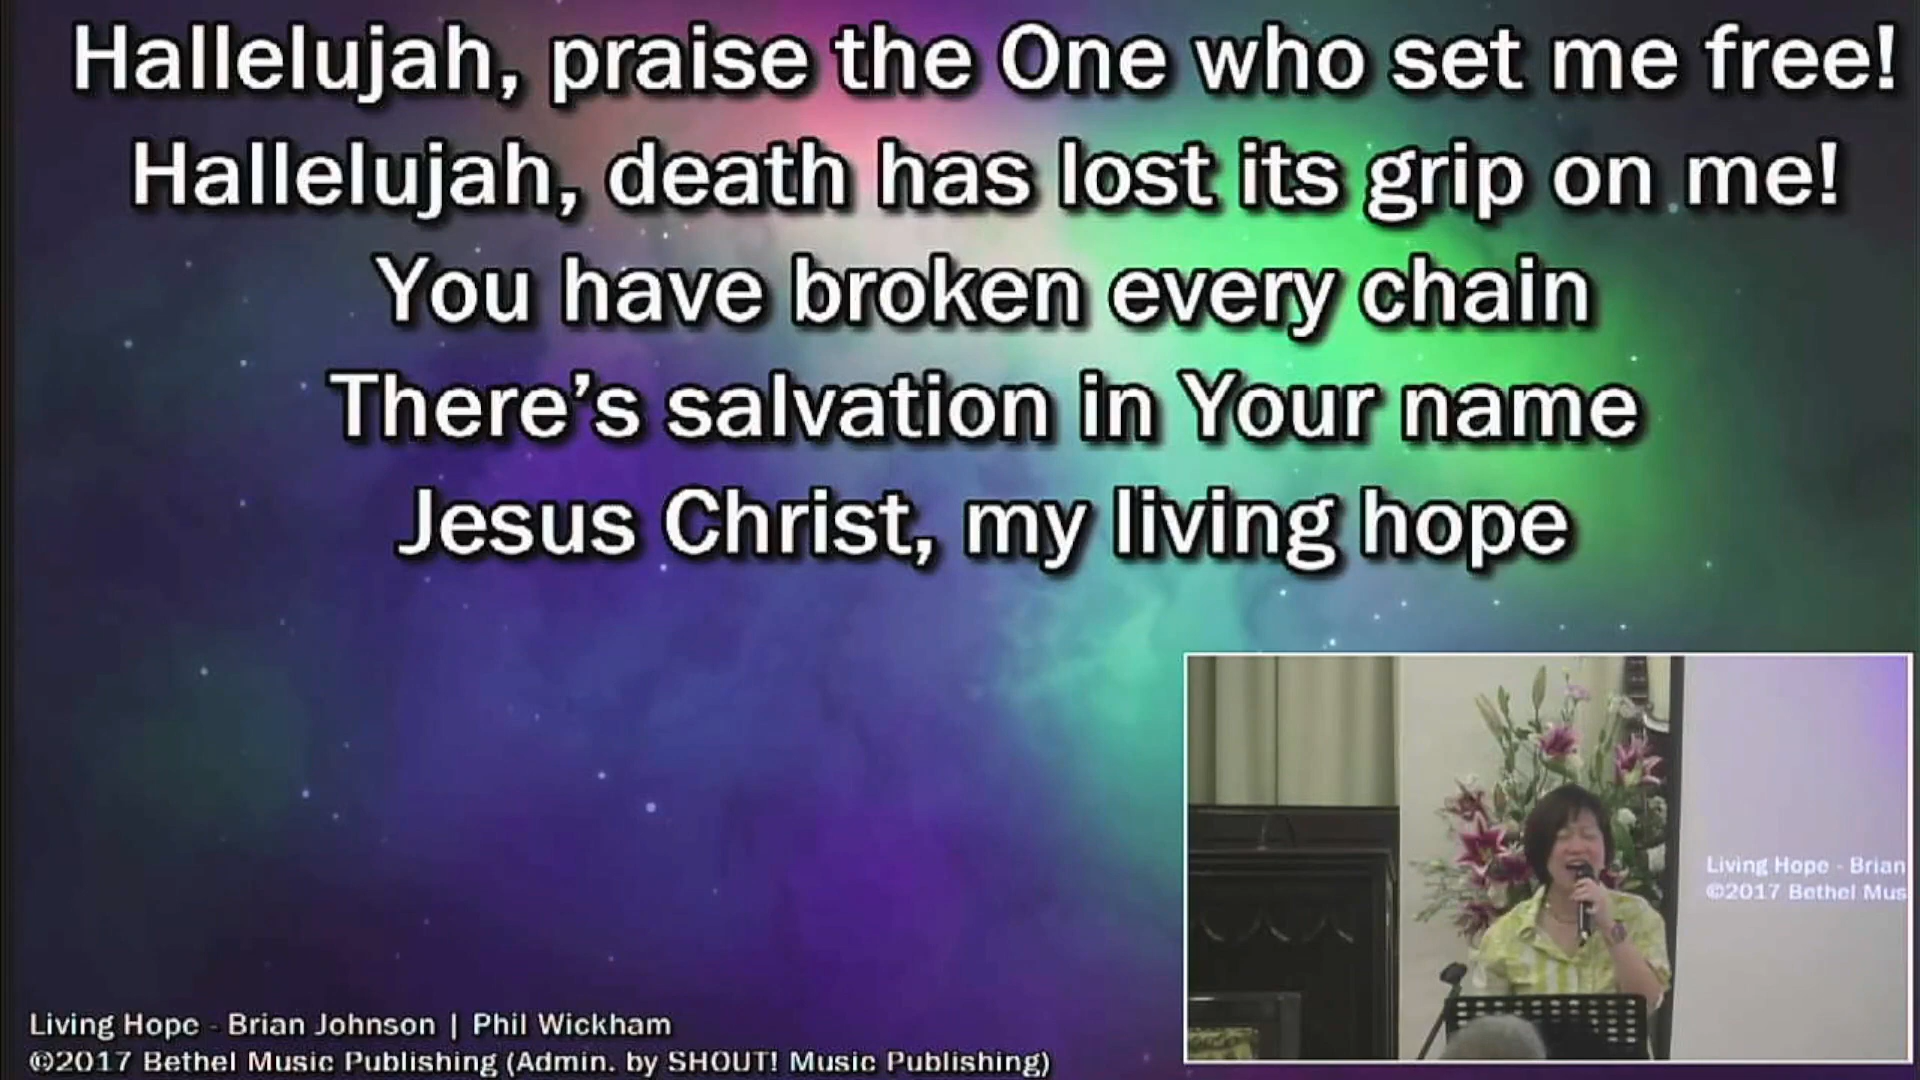 Hallelujah, praise the One who set me free!
Hallelujah, death has lost its grip on me!
You have broken every chain
There’s salvation in Your name
Jesus Christ, my living hope
Living Hope - Brian
©2017 Bethel Mus
Living Hope - Brian Johnson | Phil Wickham
©2017 Bethel Music Publishing (Admin. by SHOUT! Music Publishing)